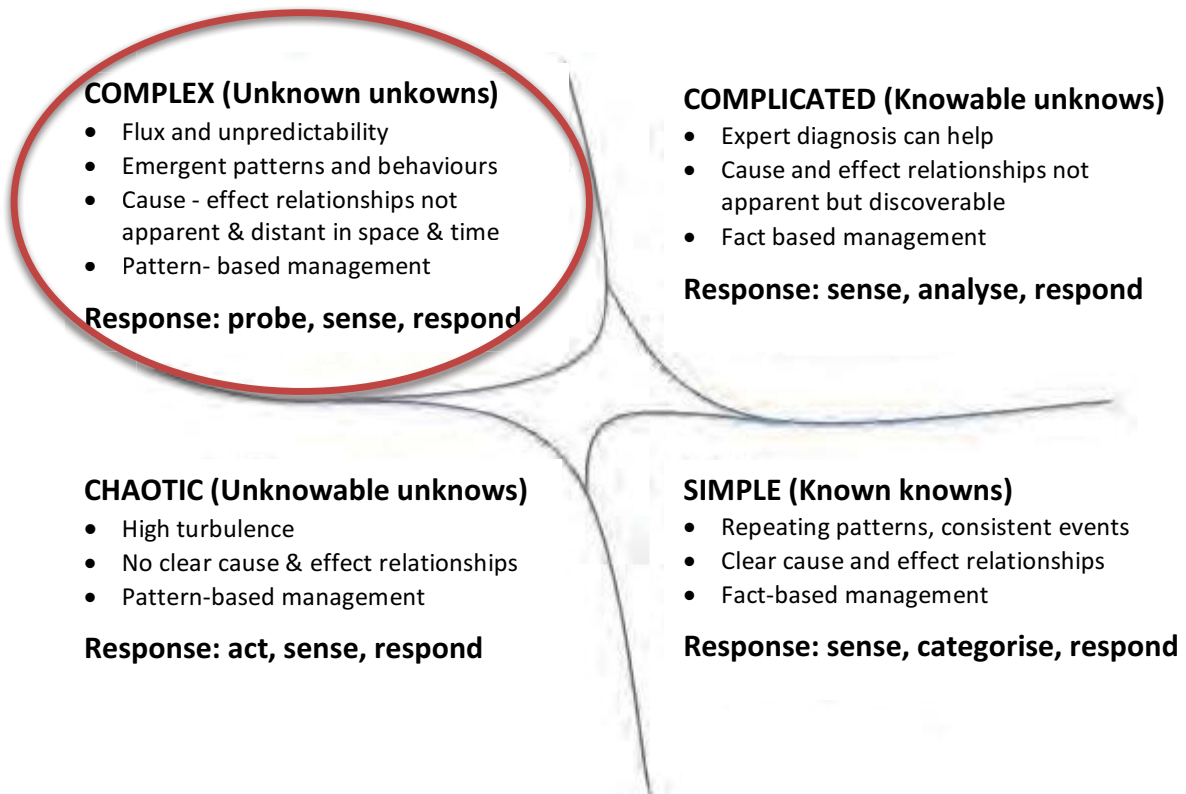 COMPLEX (Unknown unkowns)
• Flux and unpredictability
• Emergent patterns and behaviours
• Cause - effect relationships not
apparent & distant in space & time
• Pattern- based management
Response: probe, sense, respond
COMPLICATED (Knowable unknows)
• Expert diagnosis can help
• Cause and effect relationships not
apparent but discoverable
• Fact based management
Response: sense, analyse, respond
CHAOTIC (Unknowable unknows)
• High turbulence
• No clear cause & effect relationships
• Pattern-based management
Response: act, sense, respond
SIMPLE (Known knowns)
• Repeating patterns, consistent events
• Clear cause and effect relationships
• Fact-based management
Response: sense, categorise, respond